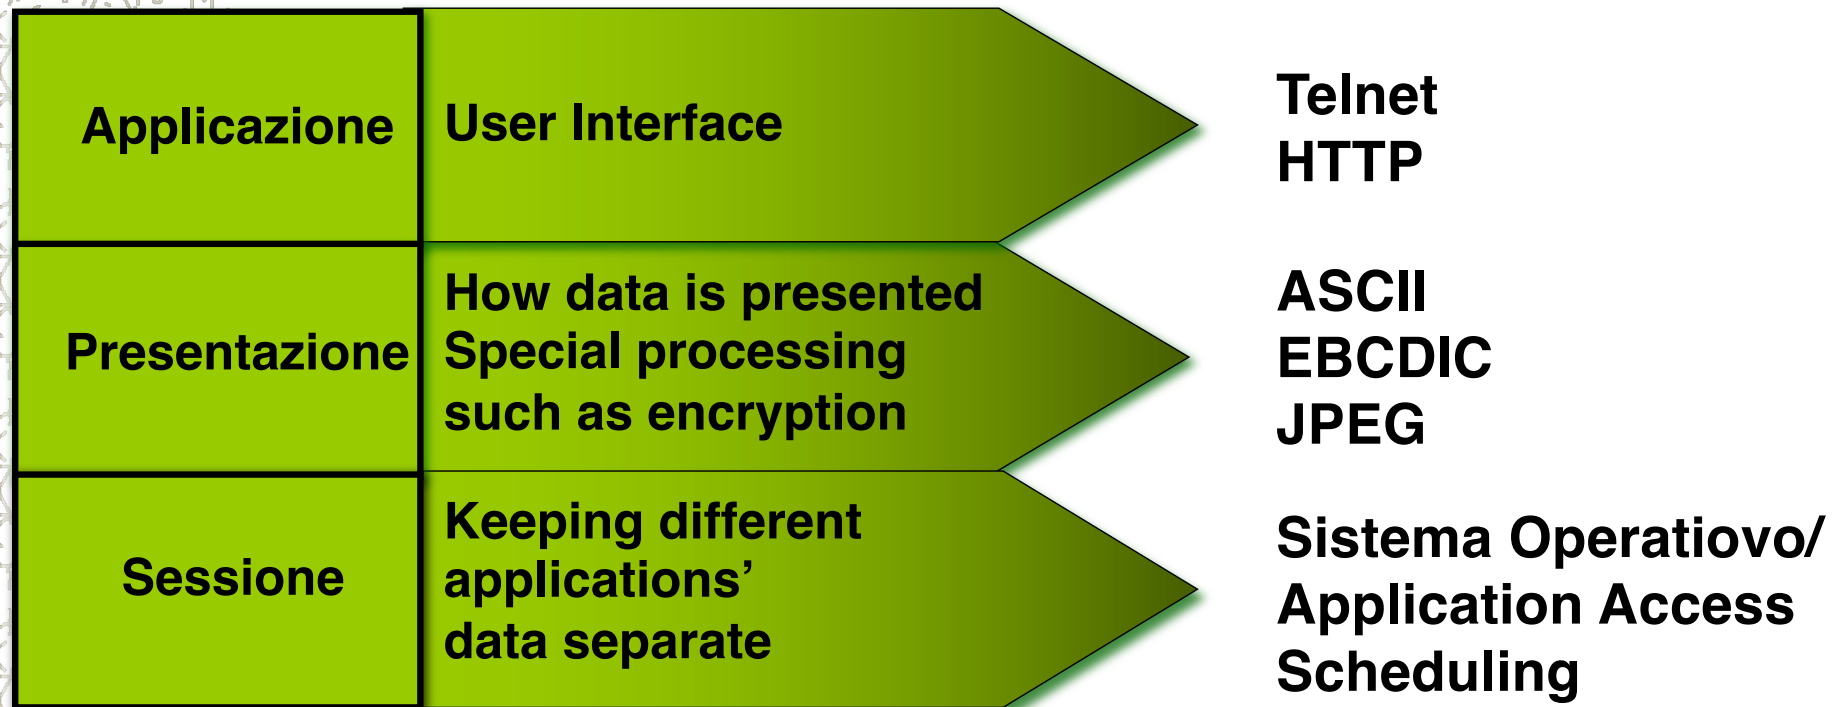 Applicazione
User Interface
Telnet
HTTP
Presentazione
How data is presented
Special processing
such as encryption
ASCII
EBCDIC
JPEG
Sessione
Keeping different
applications’
data separate
Sistema Operatiovo/
Application Access
Scheduling